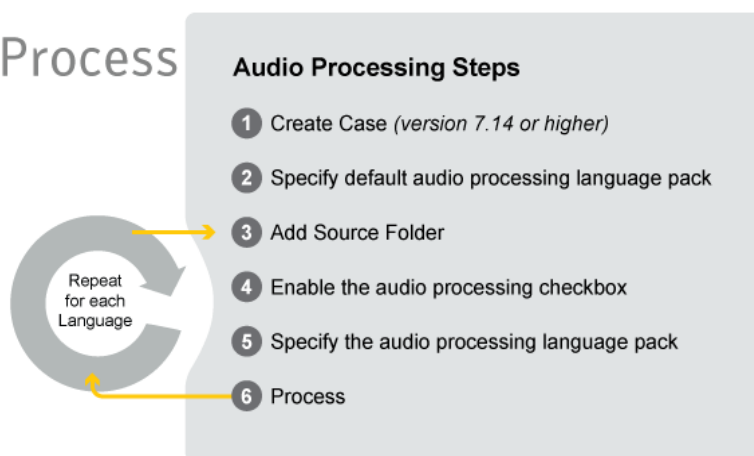 Process
Audio Processing Steps
1 Create Case (version 7.14 or higher)
2 Specify default audio processing language pack
3 Add Source Folder
4 Enable the audio processing checkbox
5 Specify the audio processing language pack
6 Process
Repeat
for each
Language